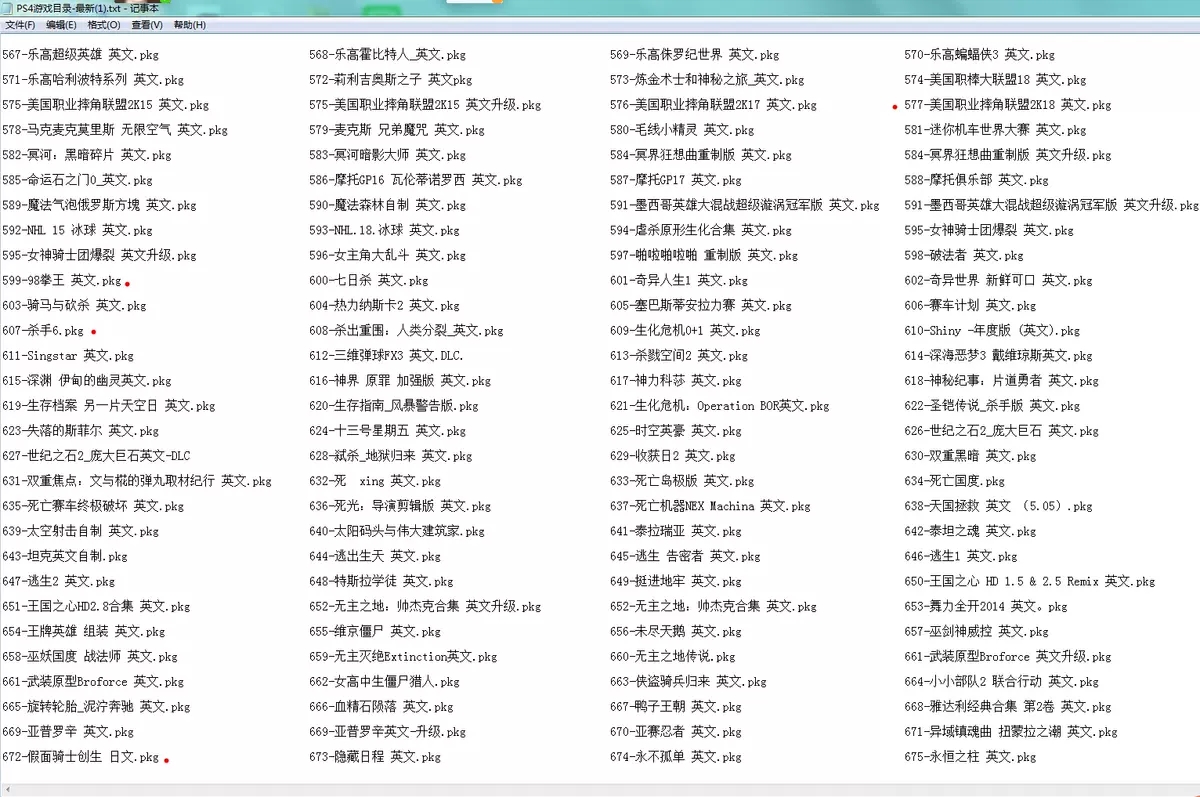 PS4游戏目录-最新(1).txt - 记事本
文件(F) 编辑(E) 格式(O) 查看(V) 帮助(H)
567-乐高超级英雄 英文.pkg 568-乐高霍比特人_英文.pkg 569-乐高侏罗纪世界 英文.pkg 570-乐高蝙蝠侠3 英文.pkg
571-乐高哈利波特系列 英文.pkg 572-莉利吉奥斯之子 英文pkg 573-炼金术士和神秘之旅_英文.pkg 574-美国职棒大联盟18 英文.pkg
575-美国职业摔角联盟2K15 英文.pkg 575-美国职业摔角联盟2K15 英文升级.pkg 576-美国职业摔角联盟2K17 英文.pkg 577-美国职业摔角联盟2K18 英文.pkg
578-马克麦克莫里斯 无限空气 英文.pkg 579-麦克斯 兄弟魔咒 英文.pkg 580-毛线小精灵 英文.pkg 581-迷你机车世界大赛 英文.pkg
582-冥河：黑暗碎片 英文.pkg 583-冥河暗影大师 英文.pkg 584-冥界狂想曲重制版 英文.pkg 584-冥界狂想曲重制版 英文升级.pkg
585-命运石之门0_英文.pkg 586-摩托GP16 瓦伦蒂诺罗西 英文.pkg 587-摩托GP17 英文.pkg 588-摩托俱乐部 英文.pkg
589-魔法气泡俄罗斯方块 英文.pkg 590-魔法森林自制 英文.pkg 591-墨西哥英雄大混战超级漩涡冠军版 英文.pkg 591-墨西哥英雄大混战超级漩涡冠军版 英文升级.pkg
592-NHL 15 冰球 英文.pkg 593-NHL.18.冰球 英文.pkg 594-虐杀原形生化合集 英文.pkg 595-女神骑士团爆裂 英文.pkg
595-女神骑士团爆裂 英文升级.pkg 596-女主角大乱斗 英文.pkg 597-啪啦啪啦啪 重制版 英文.pkg 598-破法者 英文.pkg
599-98拳王 英文.pkg 600-七日杀 英文.pkg 601-奇异人生1 英文.pkg 602-奇异世界 新鲜可口 英文.pkg
603-骑马与砍杀 英文.pkg 604-热力纳斯卡2 英文.pkg 605-塞巴斯蒂安拉力赛 英文.pkg 606-赛车计划 英文.pkg
607-杀手6.pkg 608-杀出重围：人类分裂_英文.pkg 609-生化危机0+1 英文.pkg 610-Shiny -年度版 (英文).pkg
611-Singstar 英文.pkg 612-三维弹球FX3 英文.DLC. 613-杀戮空间2 英文.pkg 614-深海恶梦3 戴维琼斯英文.pkg
615-深渊 伊甸的幽灵英文.pkg 616-神界 原罪 加强版 英文.pkg 617-神力科莎 英文.pkg 618-神秘纪事：片道勇者 英文.pkg
619-生存档案 另一片天空日 英文.pkg 620-生存指南_风暴警告版.pkg 621-生化危机：Operation BOR英文.pkg 622-圣铠传说_杀手版 英文.pkg
623-失落的斯菲尔 英文.pkg 624-十三号星期五 英文.pkg 625-时空英豪 英文.pkg 626-世纪之石2_庞大巨石 英文.pkg
627-世纪之石2_庞大巨石英文-DLC 628-弑杀_地狱归来 英文.pkg 629-收获日2 英文.pkg 630-双重黑暗 英文.pkg
631-双重焦点：文与椛的弹丸取材纪行 英文.pkg 632-死 xing 英文.pkg 633-死亡岛极版 英文.pkg 634-死亡国度.pkg
635-死亡赛车终极破坏 英文.pkg 636-死光：导演剪辑版 英文.pkg 637-死亡机器NEX Machina 英文.pkg 638-天国拯救 英文 （5.05）.pkg
639-太空射击自制 英文.pkg 640-太阳码头与伟大建筑家.pkg 641-泰拉瑞亚 英文.pkg 642-泰坦之魂 英文.pkg
643-坦克英文自制.pkg 644-逃出生天 英文.pkg 645-逃生 告密者 英文.pkg 646-逃生1 英文.pkg
647-逃生2 英文.pkg 648-特斯拉学徒 英文.pkg 649-挺进地牢 英文.pkg 650-王国之心 HD 1.5 & 2.5 Remix 英文.pkg
651-王国之心HD2.8合集 英文.pkg 652-无主之地：帅杰克合集 英文升级.pkg 652-无主之地：帅杰克合集 英文.pkg 653-舞力全开2014 英文。pkg
654-王牌英雄 组装 英文.pkg 655-维京僵尸 英文.pkg 656-未尽天鹅 英文.pkg 657-巫剑神威控 英文.pkg
658-巫妖国度 战法师 英文.pkg 659-无主灭绝Extinction英文.pkg 660-无主之地传说.pkg 661-武装原型Broforce 英文升级.pkg
661-武装原型Broforce 英文.pkg 662-女高中生僵尸猎人.pkg 663-侠盗骑兵归来 英文.pkg 664-小小部队2 联合行动 英文.pkg
665-旋转轮胎_泥泞奔驰 英文.pkg 666-血精石陨落 英文.pkg 667-鸭子王朝 英文.pkg 668-雅达利经典合集 第2卷 英文.pkg
669-亚普罗辛 英文.pkg 669-亚普罗辛英文-升级.pkg 670-亚赛忍者 英文.pkg 671-异域镇魂曲 扭蒙拉之潮 英文.pkg
672-假面骑士创生 日文.pkg 673-隐藏日程 英文.pkg 674-永不孤单 英文.pkg 675-永恒之柱 英文.pkg